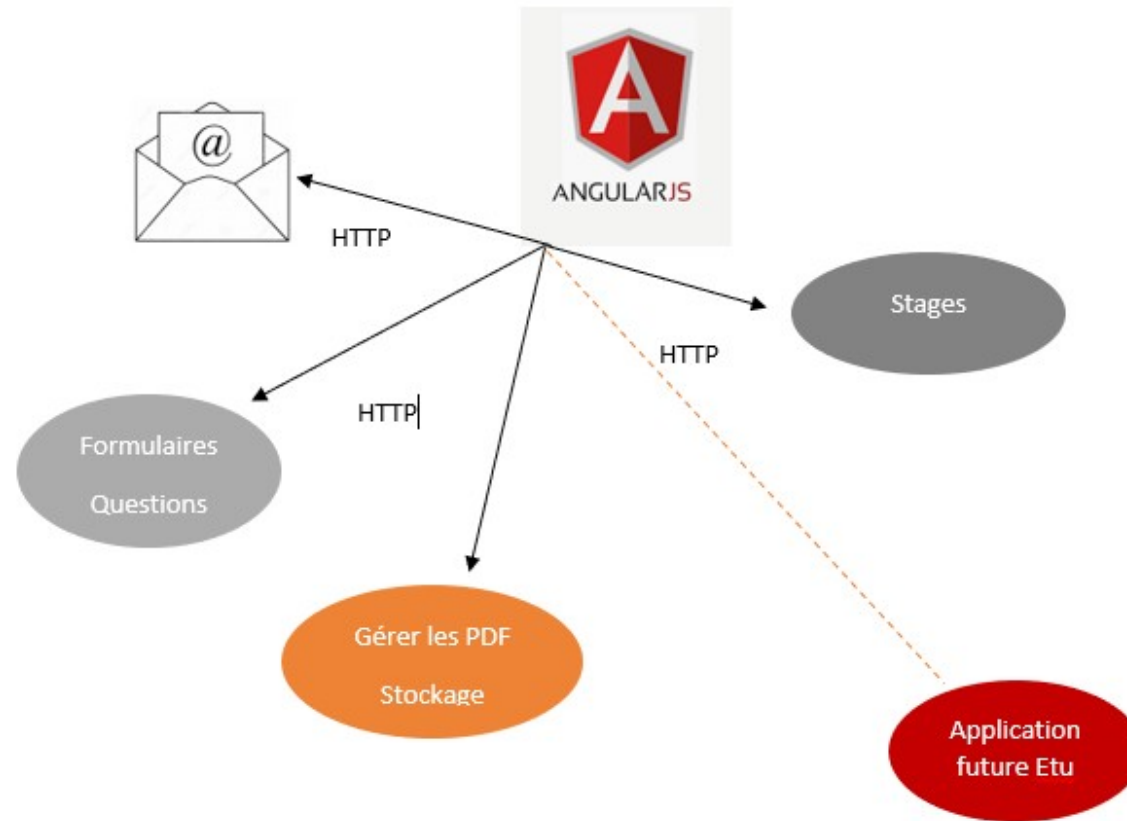 @
A
ANGULARJS
HTTP
Stages
HTTP
HTTP
Formulaires
Questions
Gérer les PDF
Stockage
Application
future Etu